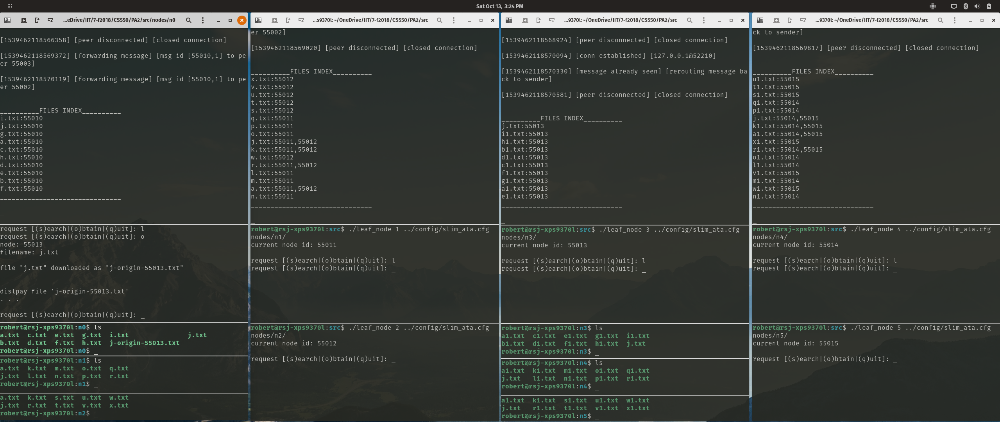 Sat Oct 13, 3:24 PM
...eDrive/IIT/7-f2018/CS550/PA2/src/nodes/n0
[1539462118566358] [peer disconnected] [closed connection]
[1539462118569372] [forwarding message] [msg id [55010,1] to pe
er 55003]
[1539462118570119] [forwarding message] [msg id [55010,1] to pe
er 55002]
__________FILES INDEX__________
i.txt:55010
j.txt:55010
g.txt:55010
a.txt:55010
c.txt:55010
h.txt:55010
d.txt:55010
e.txt:55010
b.txt:55010
f.txt:55010
_______________________________
_
request [(s)earch|(o)btain|(q)uit]: l
request [(s)earch|(o)btain|(q)uit]: o
node: 55013
filename: j.txt
file "j.txt" downloaded as "j-origin-55013.txt"
dislpay file 'j-origin-55013.txt'
. . .
request [(s)earch|(o)btain|(q)uit]: _
robert@rsj-xps9370l:n0$ ls
a.txt  c.txt  e.txt  g.txt  i.txt               j.txt
b.txt  d.txt  f.txt  h.txt  j-origin-55013.txt
robert@rsj-xps9370l:n0$ _
robert@rsj-xps9370l:n1$ ls
a.txt  k.txt  m.txt  o.txt  q.txt
j.txt  l.txt  n.txt  p.txt  r.txt
robert@rsj-xps9370l:n1$ _
a.txt  k.txt  s.txt  u.txt  w.txt
j.txt  r.txt  t.txt  v.txt  x.txt
robert@rsj-xps9370l:n2$ _
...s9370l: ~/OneDrive/IIT/7-f2018/CS550/PA2/src
er 55002]
[1539462118569020] [peer disconnected] [closed connection]
__________FILES INDEX__________
x.txt:55012
v.txt:55012
u.txt:55012
t.txt:55012
s.txt:55012
q.txt:55011
p.txt:55011
o.txt:55011
j.txt:55011,55012
k.txt:55011,55012
w.txt:55012
r.txt:55011,55012
l.txt:55011
m.txt:55011
a.txt:55011,55012
n.txt:55011
_______________________________
_
robert@rsj-xps9370l:src$ ./leaf_node 1 ../config/slim_ata.cfg
nodes/n1/
current node id: 55011
request [(s)earch|(o)btain|(q)uit]: l
request [(s)earch|(o)btain|(q)uit]: _
robert@rsj-xps9370l:src$ ./leaf_node 2 ../config/slim_ata.cfg
nodes/n2/
current node id: 55012
request [(s)earch|(o)btain|(q)uit]: _
...9370l: ~/OneDrive/IIT/7-f2018/CS550/PA2/src
[1539462118568924] [peer disconnected] [closed connection]
[1539462118570094] [conn established] [127.0.0.1@52210]
[1539462118570330] [message already seen] [rerouting message ba
ck to sender]
[1539462118570581] [peer disconnected] [closed connection]
__________FILES INDEX__________
j.txt:55013
i1.txt:55013
h1.txt:55013
b1.txt:55013
d1.txt:55013
c1.txt:55013
f1.txt:55013
g1.txt:55013
a1.txt:55013
e1.txt:55013
_______________________________
_
robert@rsj-xps9370l:src$ ./leaf_node 3 ../config/slim_ata.cfg
nodes/n3/
current node id: 55013
request [(s)earch|(o)btain|(q)uit]: l
request [(s)earch|(o)btain|(q)uit]: _
robert@rsj-xps9370l:n3$ ls
a1.txt  c1.txt  e1.txt  g1.txt  i1.txt
b1.txt  d1.txt  f1.txt  h1.txt  j.txt
robert@rsj-xps9370l:n3$ _
robert@rsj-xps9370l:n4$ ls
a1.txt  k1.txt  m1.txt  o1.txt  q1.txt
j.txt   l1.txt  n1.txt  p1.txt  r1.txt
robert@rsj-xps9370l:n4$ _
a1.txt  k1.txt  s1.txt  u1.txt  w1.txt
j.txt   r1.txt  t1.txt  v1.txt  x1.txt
robert@rsj-xps9370l:n5$ _
...9370l: ~/OneDrive/IIT/7-f2018/CS550/PA2/src
ck to sender]
[1539462118569817] [peer disconnected] [closed connection]
__________FILES INDEX__________
u1.txt:55015
t1.txt:55015
s1.txt:55015
q1.txt:55014
p1.txt:55014
j.txt:55014,55015
k1.txt:55014,55015
a1.txt:55014,55015
x1.txt:55015
r1.txt:55014,55015
o1.txt:55014
l1.txt:55014
v1.txt:55015
m1.txt:55014
w1.txt:55015
n1.txt:55014
_______________________________
_
robert@rsj-xps9370l:src$ ./leaf_node 4 ../config/slim_ata.cfg
nodes/n4/
current node id: 55014
request [(s)earch|(o)btain|(q)uit]: l
request [(s)earch|(o)btain|(q)uit]: _
robert@rsj-xps9370l:src$ ./leaf_node 5 ../config/slim_ata.cfg
nodes/n5/
current node id: 55015
request [(s)earch|(o)btain|(q)uit]: _